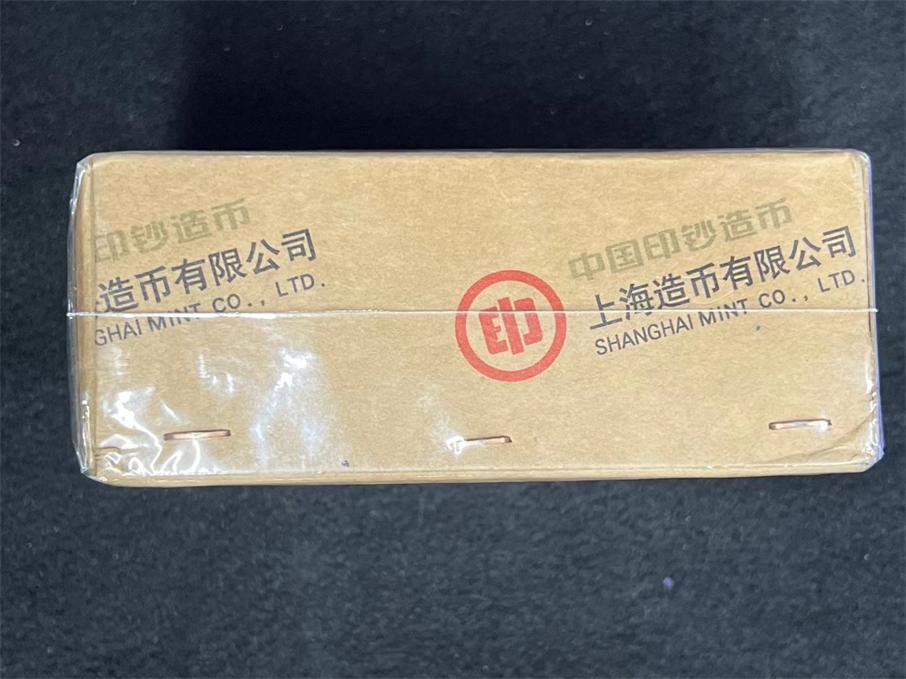 印钞造币
造币有限公司
GHAI MINT CO., LTD.
中国印钞造币
上海造币有限公司
SHANGHAI MINT CO., LTD.
印